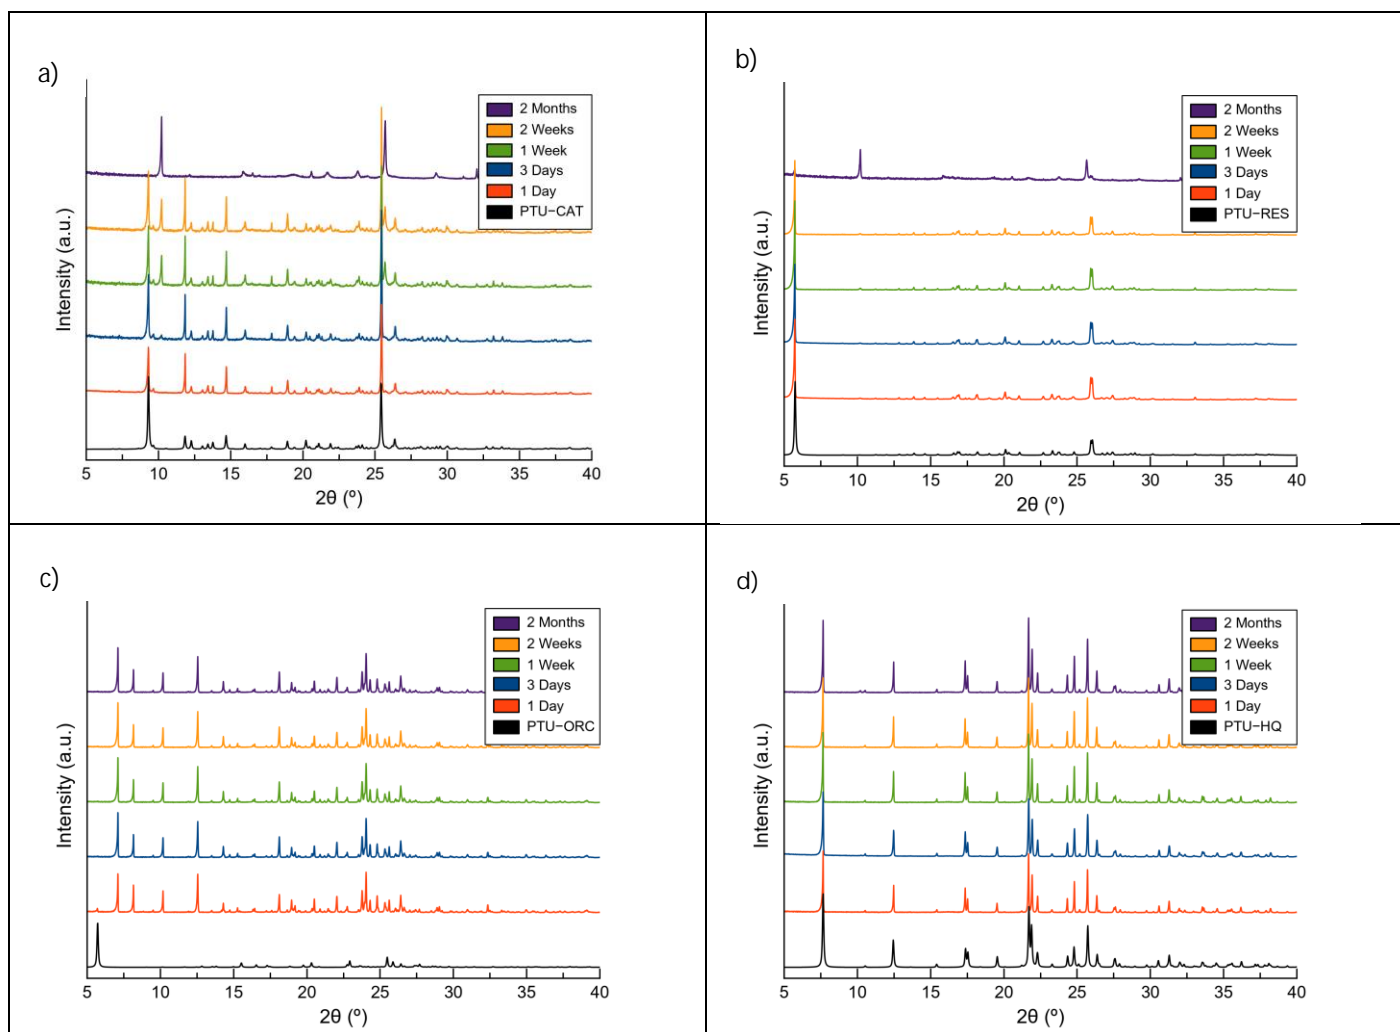 a)
2 Months
2 Weeks
1 Week
3 Days
1 Day
PTU−CAT
Intensity (a.u.)
5 10 15 20 25 30 35 40
2θ (º)
b)
2 Months
2 Weeks
1 Week
3 Days
1 Day
PTU−RES
Intensity (a.u.)
5 10 15 20 25 30 35 40
2θ (º)
c)
2 Months
2 Weeks
1 Week
3 Days
1 Day
PTU−ORC
Intensity (a.u.)
5 10 15 20 25 30 35 40
2θ (º)
d)
2 Months
2 Weeks
1 Week
3 Days
1 Day
PTU−HQ
Intensity (a.u.)
5 10 15 20 25 30 35 40
2θ (º)